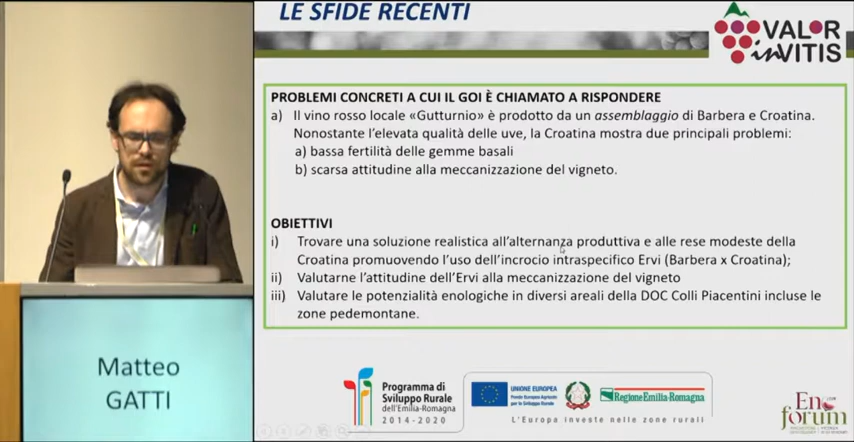 LE SFIDE RECENTI
VALOR
inVITIS
PROBLEMI CONCRETI A CUI IL GOI È CHIAMATO A RISPONDERE
a) Il vino rosso locale «Gutturnio» è prodotto da un assemblaggio di Barbera e Croatina.
Nonostante l'elevata qualità delle uve, la Croatina mostra due principali problemi:
a) bassa fertilità delle gemme basali
b) scarsa attitudine alla meccanizzazione del vigneto.
OBIETTIVI
i) Trovare una soluzione realistica all'alternanza produttiva e alle rese modeste della
Croatina promuovendo l'uso dell'incrocio intraspecifico Ervi (Barbera x Croatina);
ii) Valutarne l'attitudine dell'Ervi alla meccanizzazione del vigneto
iii) Valutare le potenzialità enologiche in diversi areali della DOC Colli Piacentini incluse le
zone pedemontane.
Matteo
GATTI
Programma di
Sviluppo Rurale
dell'Emilia-Romagna
2014-2020
UNIONE EUROPEA
Fondo Europeo Agricolo
per lo Sviluppo Rurale
RegioneEmilia-Romagna
L'Europa investe nelle zone rurali
Enoforum